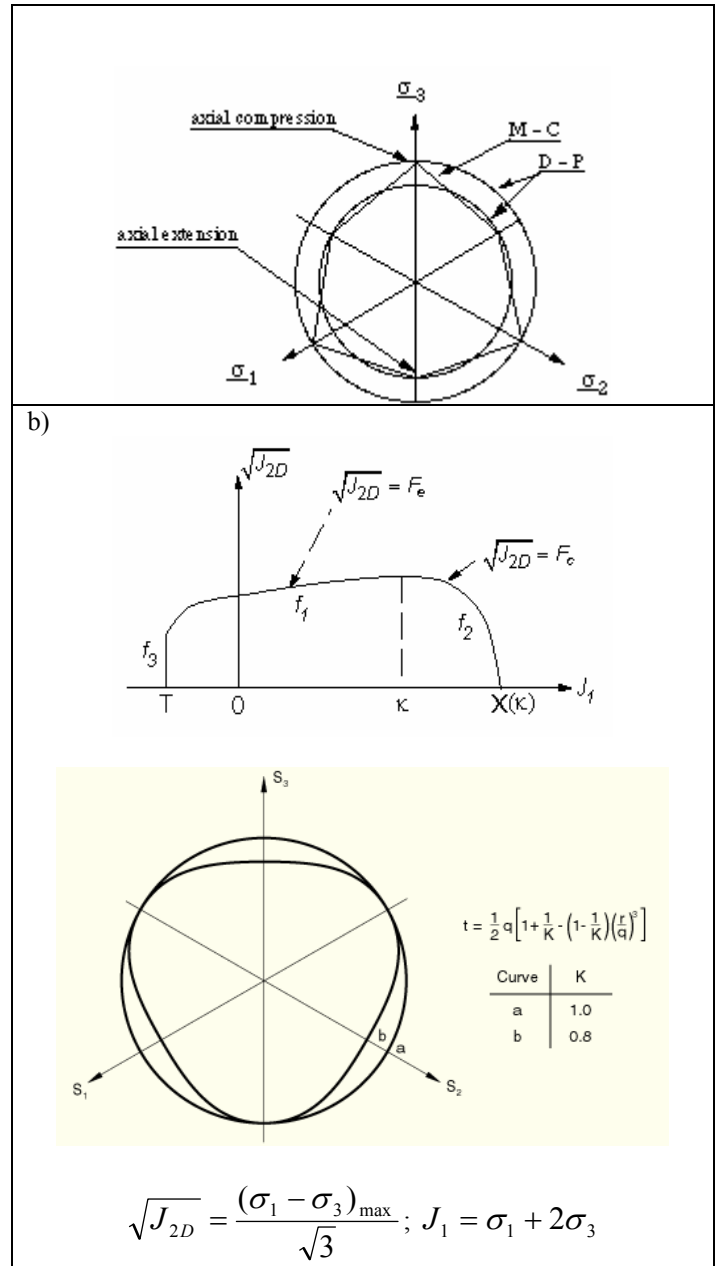 σ3
axial compression
M – C
D – P
axial extension
σ1
σ2
b)
√J2D
√J2D = Fe
√J2D = Fc
f1
f2
f3
T
0
κ
X(κ)
J1
S3
t = 1/2 q [1 + 1/K - (1 - 1/K)(r/q)³]
Curve K
a 1.0
b 0.8
b
a
S1
S2
√J2D = (σ1 − σ3)max / √3 ; J1 = σ1 + 2σ3